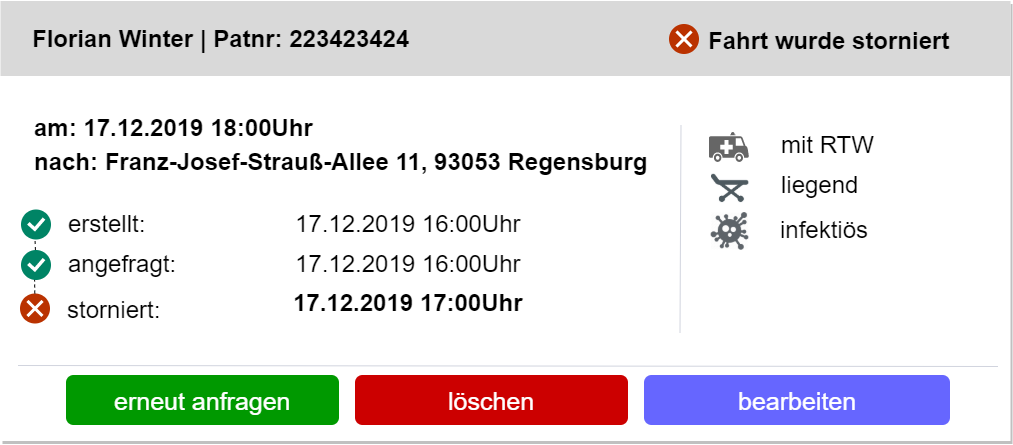 Florian Winter | Patnr: 223423424
Fahrt wurde storniert
am: 17.12.2019 18:00Uhr
nach: Franz-Josef-Strauß-Allee 11, 93053 Regensburg
erstellt: 17.12.2019 16:00Uhr
angefragt: 17.12.2019 16:00Uhr
storniert: 17.12.2019 17:00Uhr
mit RTW
liegend
infektiös
erneut anfragen
löschen
bearbeiten